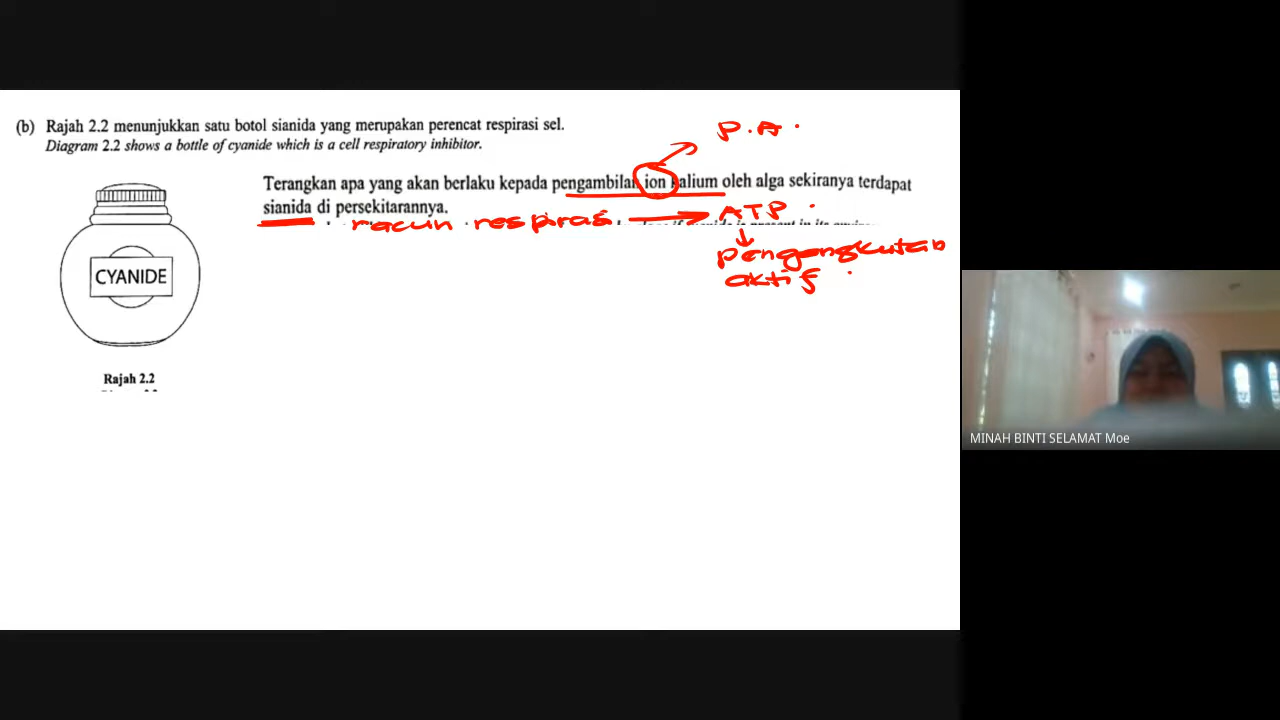 (b) Rajah 2.2 menunjukkan satu botol sianida yang merupakan perencat respirasi sel.
Diagram 2.2 shows a bottle of cyanide which is a cell respiratory inhibitor.
P.A.
Terangkan apa yang akan berlaku kepada pengambilan ion kalium oleh alga sekiranya terdapat
sianida di persekitarannya.
racun respirasi → ATP.
pengangkutan
aktif.
CYANIDE
Rajah 2.2
MINAH BINTI SELAMAT Moe